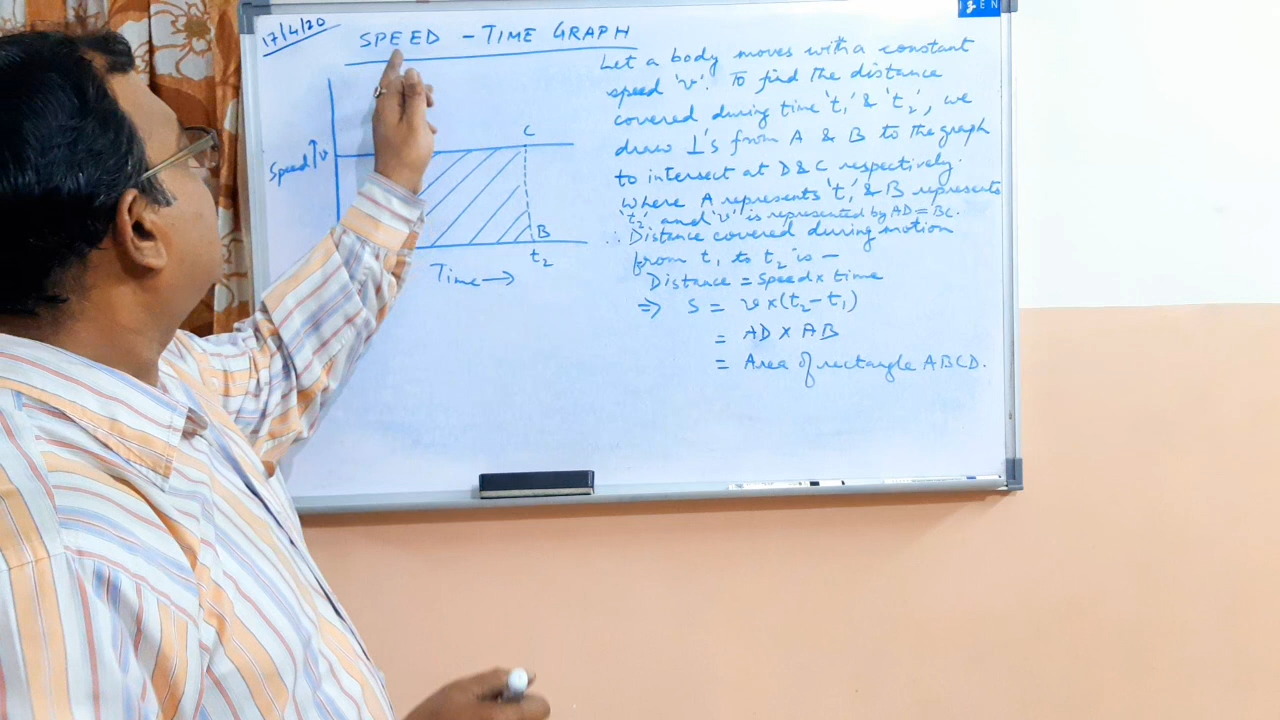 17/4/20
SPEED - TIME GRAPH
IZEN
Let a body moves with a constant
speed 'v'. To find the distance
covered during time 't₁' & 't₂', we
draw ⊥'s from A & B to the graph
to intersect at D & C respectively.
where A represents 't₁' & B represents
't₂' and 'v' is represented by AD = BC.
∴ Distance covered during motion
from t₁ to t₂ is –
Distance = Speed × time
⇒ S = v × (t₂ – t₁)
= AD × AB
= Area of rectangle ABCD.
C
Speed ↑ v
B
t₂
Time →